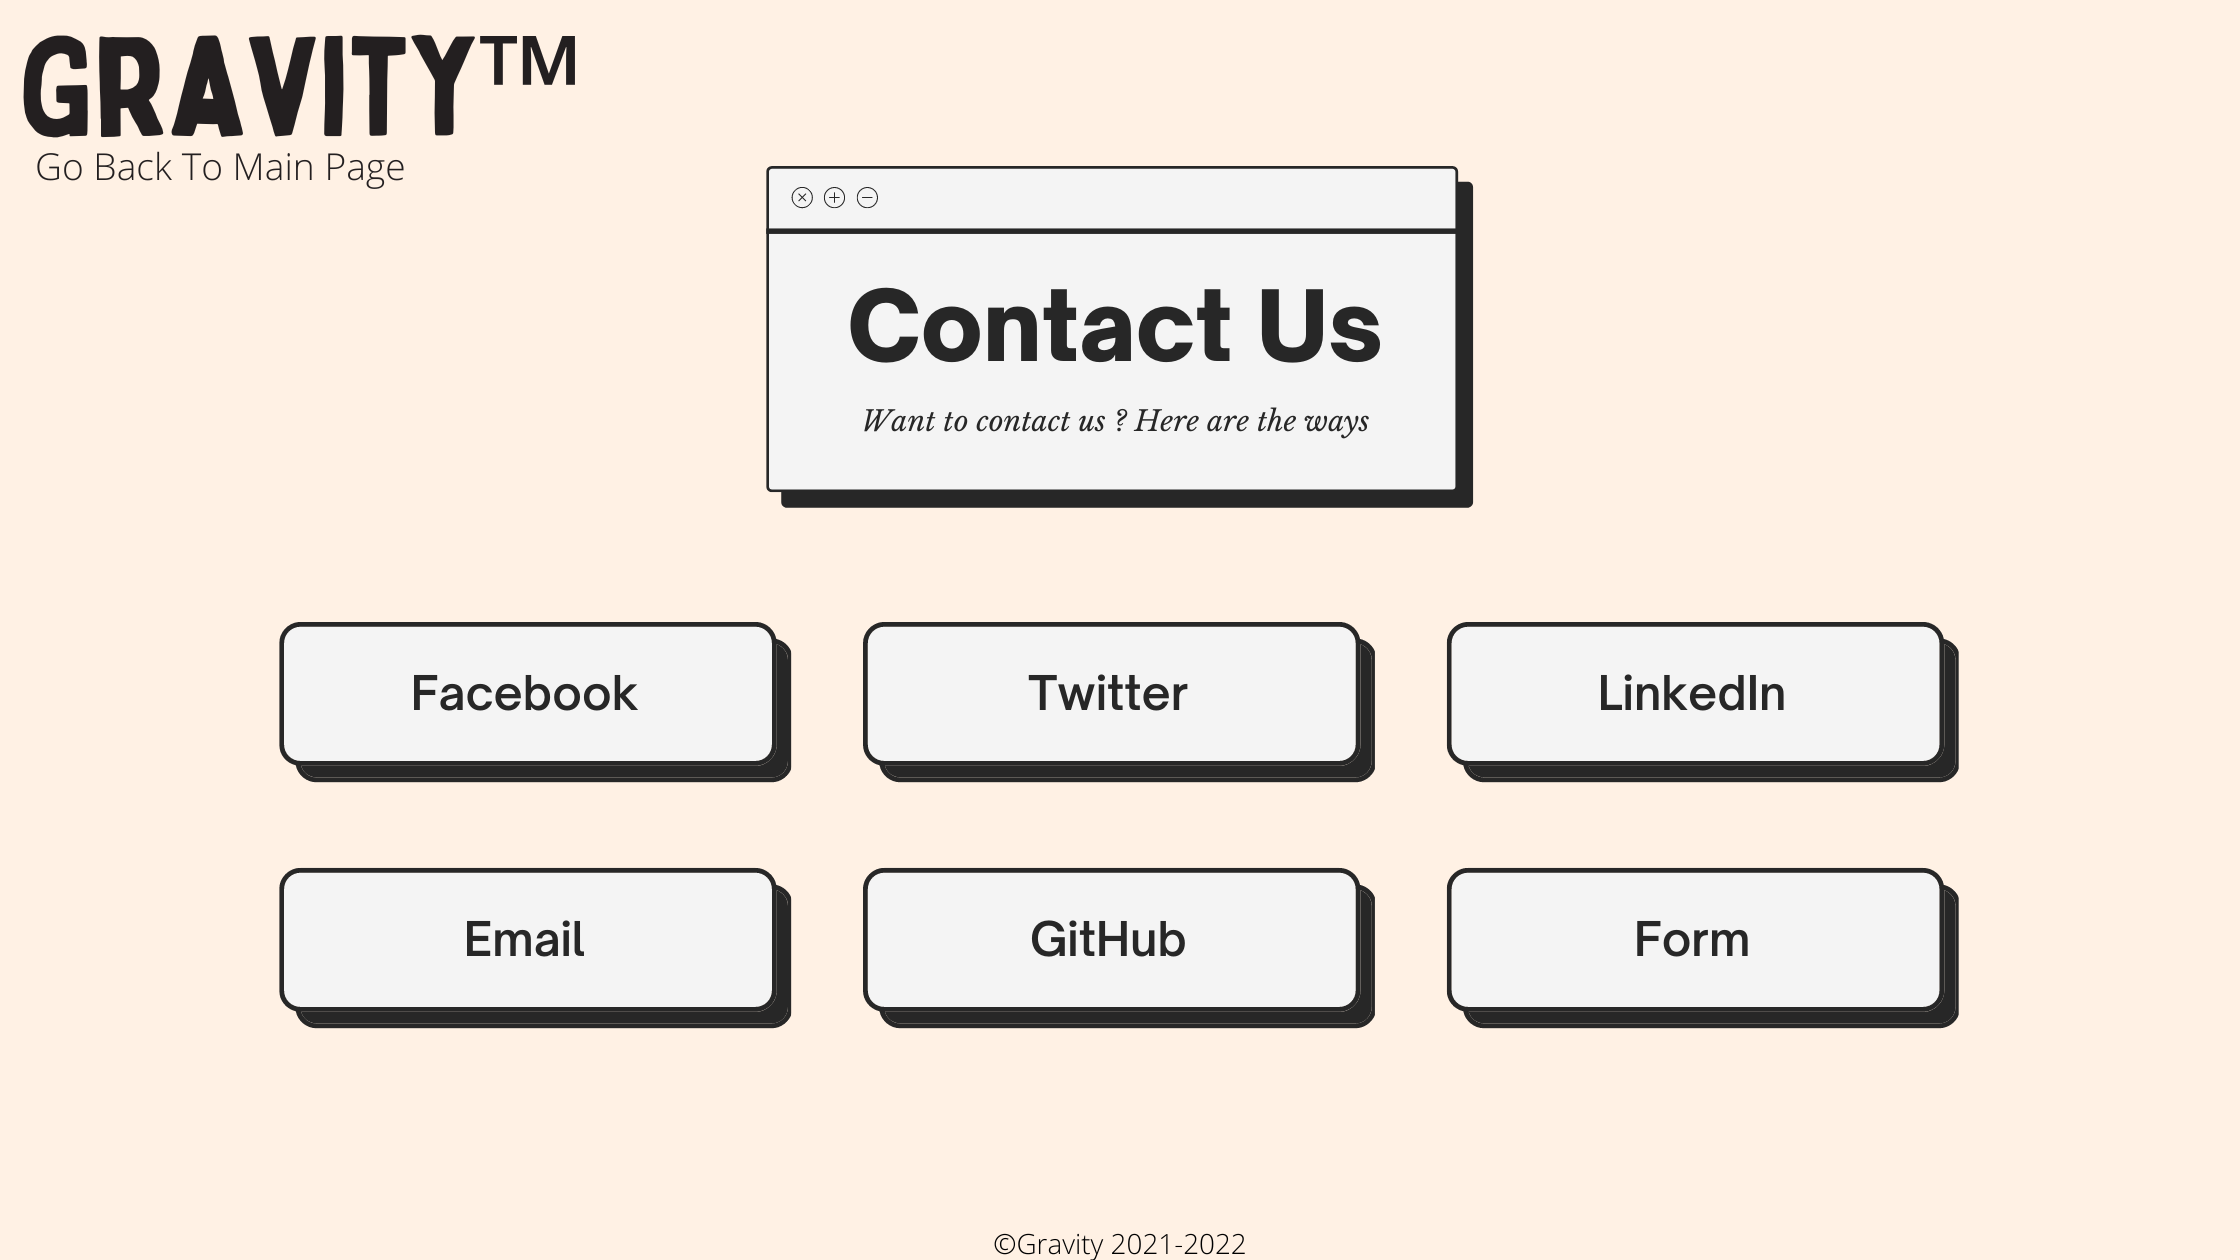 GRAVITY™
Go Back To Main Page
Contact Us
Want to contact us ? Here are the ways
Facebook
Twitter
LinkedIn
Email
GitHub
Form
©Gravity 2021-2022